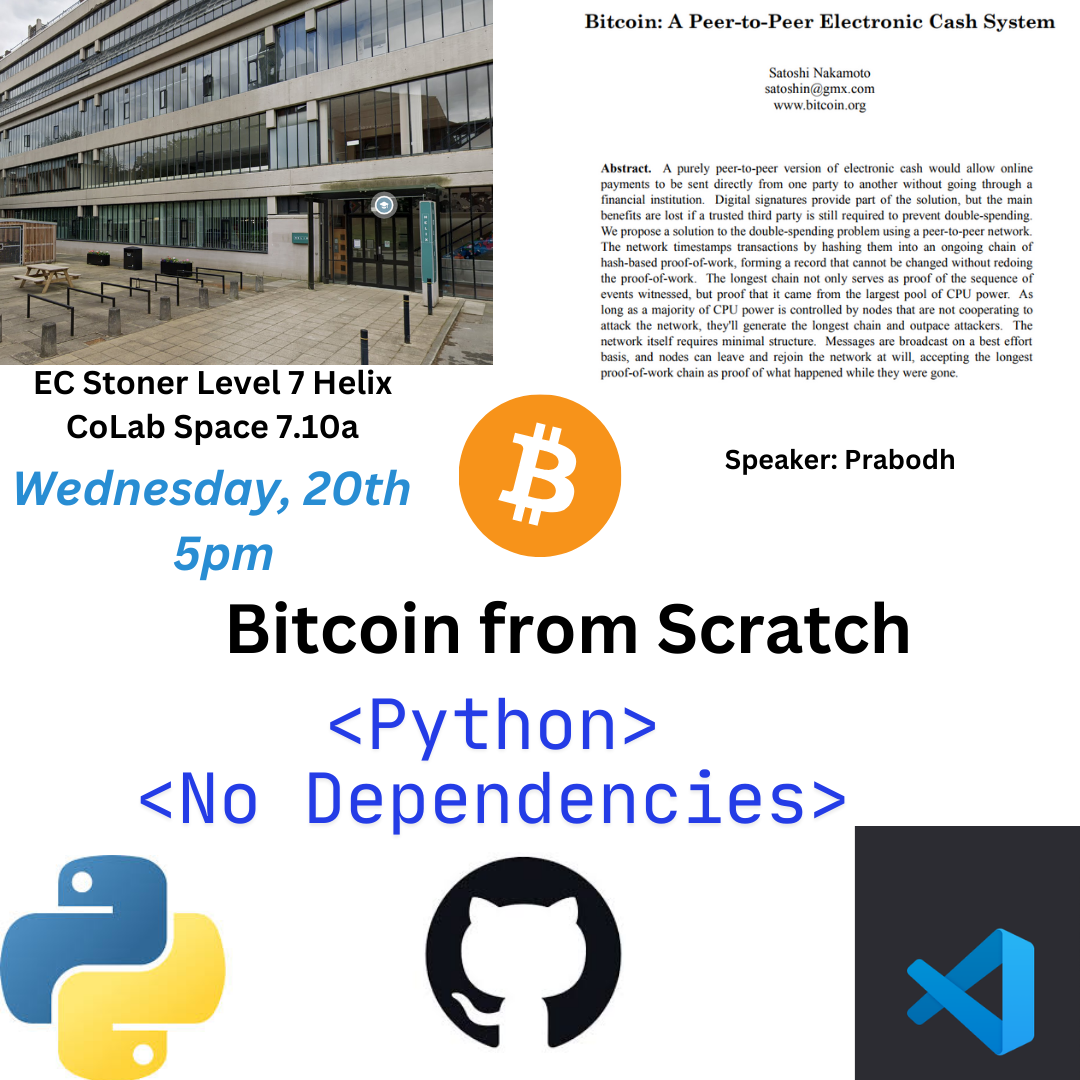 Bitcoin: A Peer-to-Peer Electronic Cash System
Satoshi Nakamoto
satoshin@gmx.com
www.bitcoin.org
Abstract. A purely peer-to-peer version of electronic cash would allow online
payments to be sent directly from one party to another without going through a
financial institution. Digital signatures provide part of the solution, but the main
benefits are lost if a trusted third party is still required to prevent double-spending.
We propose a solution to the double-spending problem using a peer-to-peer network.
The network timestamps transactions by hashing them into an ongoing chain of
hash-based proof-of-work, forming a record that cannot be changed without redoing
the proof-of-work. The longest chain not only serves as proof of the sequence of
events witnessed, but proof that it came from the largest pool of CPU power. As
long as a majority of CPU power is controlled by nodes that are not cooperating to
attack the network, they'll generate the longest chain and outpace attackers. The
network itself requires minimal structure. Messages are broadcast on a best effort
basis, and nodes can leave and rejoin the network at will, accepting the longest
proof-of-work chain as proof of what happened while they were gone.
HELIX
EC Stoner Level 7 Helix
CoLab Space 7.10a
Wednesday, 20th
5pm
Speaker: Prabodh
Bitcoin from Scratch
<Python>
<No Dependencies>